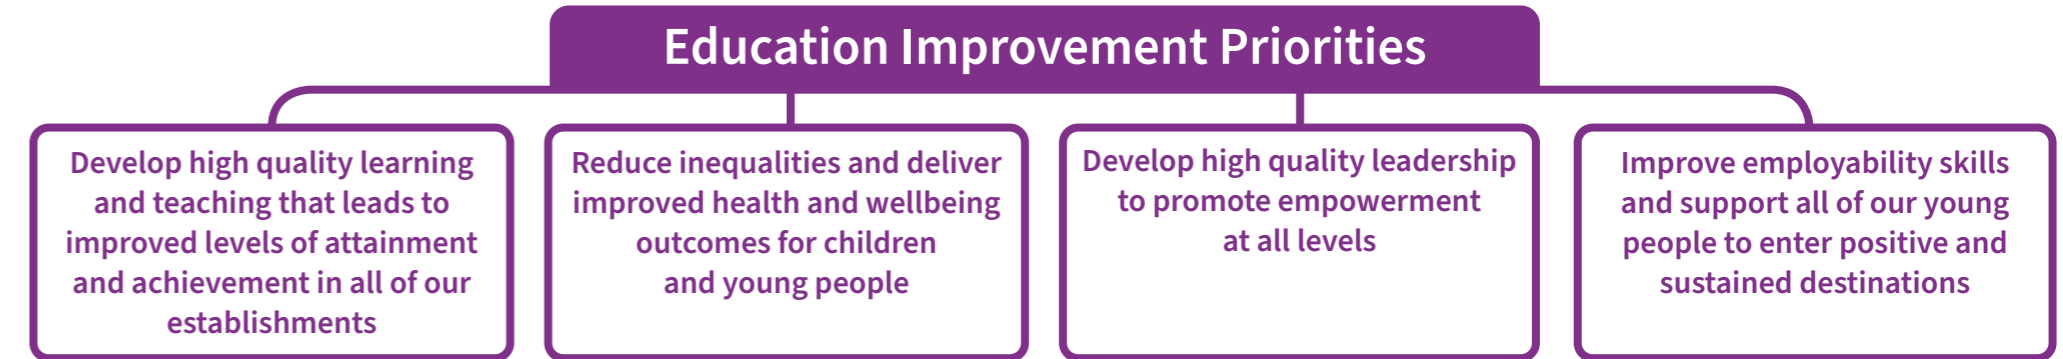 Education Improvement Priorities
Develop high quality learning
and teaching that leads to
improved levels of attainment
and achievement in all of our
establishments
Reduce inequalities and deliver
improved health and wellbeing
outcomes for children
and young people
Develop high quality leadership
to promote empowerment
at all levels
Improve employability skills
and support all of our young
people to enter positive and
sustained destinations